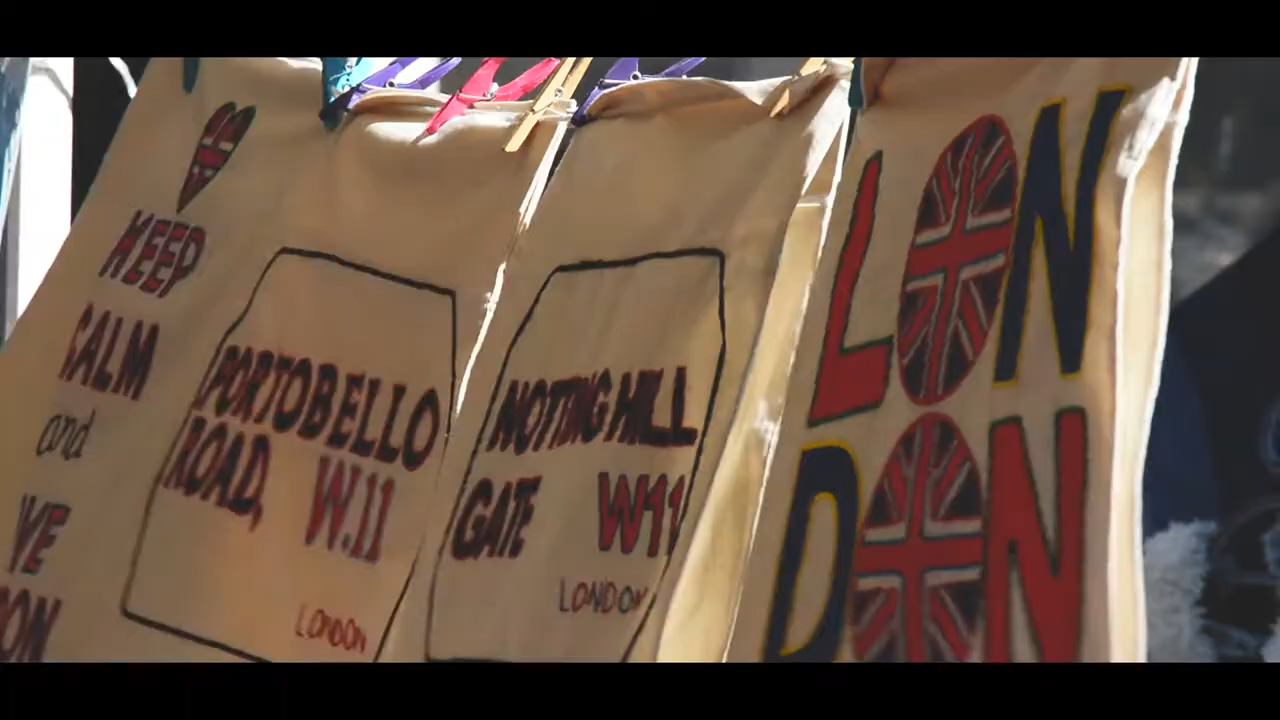 KEEP
CALM
and
PORTOBELLO
ROAD, W.11
LONDON
NOTTING HILL
GATE W11
LONDON
LON
DON